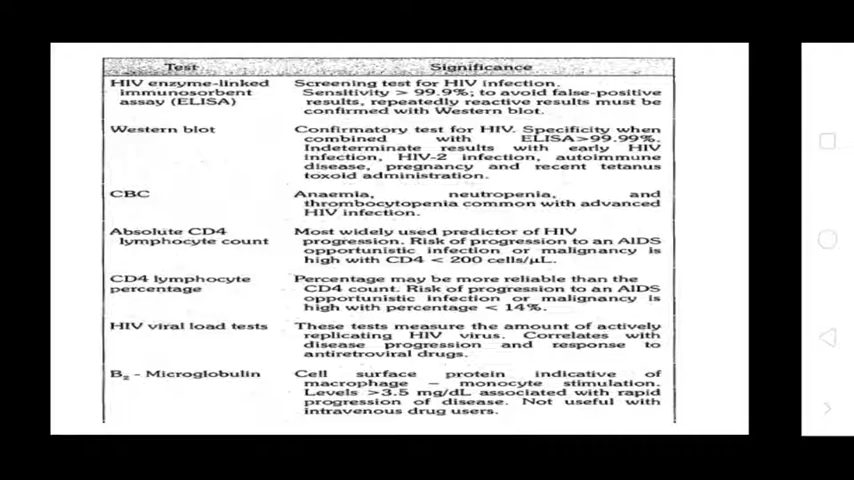 Test Significance
HIV enzyme-linked Screening test for HIV infection.
immunosorbent Sensitivity > 99.9%; to avoid false-positive
assay (ELISA) results, repeatedly reactive results must be
confirmed with Western blot.
Western blot Confirmatory test for HIV. Specificity when
combined with ELISA>99.99%.
Indeterminate results with early HIV
infection, HIV-2 infection, autoimmune
disease, pregnancy and recent tetanus
toxoid administration.
CBC Anaemia, neutropenia, and
thrombocytopenia common with advanced
HIV infection.
Absolute CD4 Most widely used predictor of HIV
lymphocyte count progression. Risk of progression to an AIDS
opportunistic infection or malignancy is
high with CD4 < 200 cells/µL.
CD4 lymphocyte Percentage may be more reliable than the
percentage CD4 count. Risk of progression to an AIDS
opportunistic infection or malignancy is
high with percentage < 14%.
HIV viral load tests These tests measure the amount of actively
replicating HIV virus. Correlates with
disease progression and response to
antiretroviral drugs.
B₂ - Microglobulin Cell surface protein indicative of
macrophage – monocyte stimulation.
Levels >3.5 mg/dL associated with rapid
progression of disease. Not useful with
intravenous drug users.